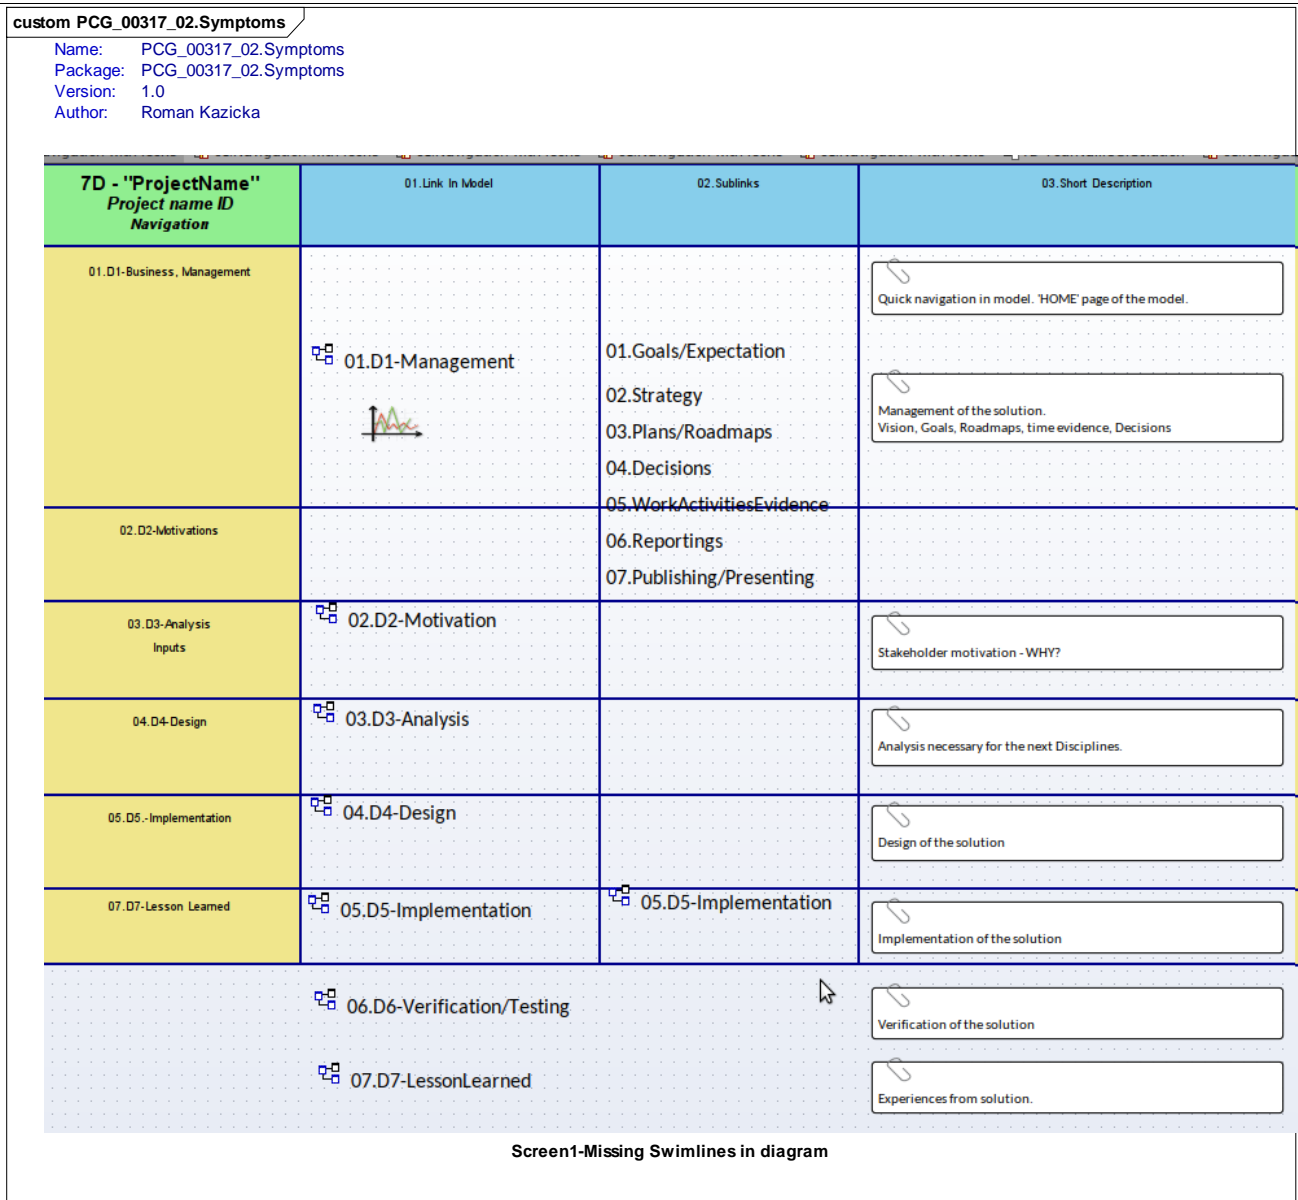 custom PCG_00317_02.Symptoms
Name: PCG_00317_02.Symptoms
Package: PCG_00317_02.Symptoms
Version: 1.0
Author: Roman Kazicka
7D - "ProjectName"
Project name ID
Navigation
01.Link In Model
02.Sublinks
03.Short Description
01.D1-Business, Management
Quick navigation in model. 'HOME' page of the model.
01.D1-Management
01.Goals/Expectation
02.Strategy
03.Plans/Roadmaps
04.Decisions
05.WorkActivitiesEvidence
Management of the solution.
Vision, Goals, Roadmaps, time evidence, Decisions
02.D2-Motivations
06.Reportings
07.Publishing/Presenting
03.D3-Analysis
Inputs
02.D2-Motivation
Stakeholder motivation - WHY?
04.D4-Design
03.D3-Analysis
Analysis necessary for the next Disciplines.
05.D5.-Implementation
04.D4-Design
Design of the solution
07.D7-Lesson Learned
05.D5-Implementation
05.D5-Implementation
Implementation of the solution
06.D6-Verification/Testing
Verification of the solution
07.D7-LessonLearned
Experiences from solution.
Screen1-Missing Swimlines in diagram